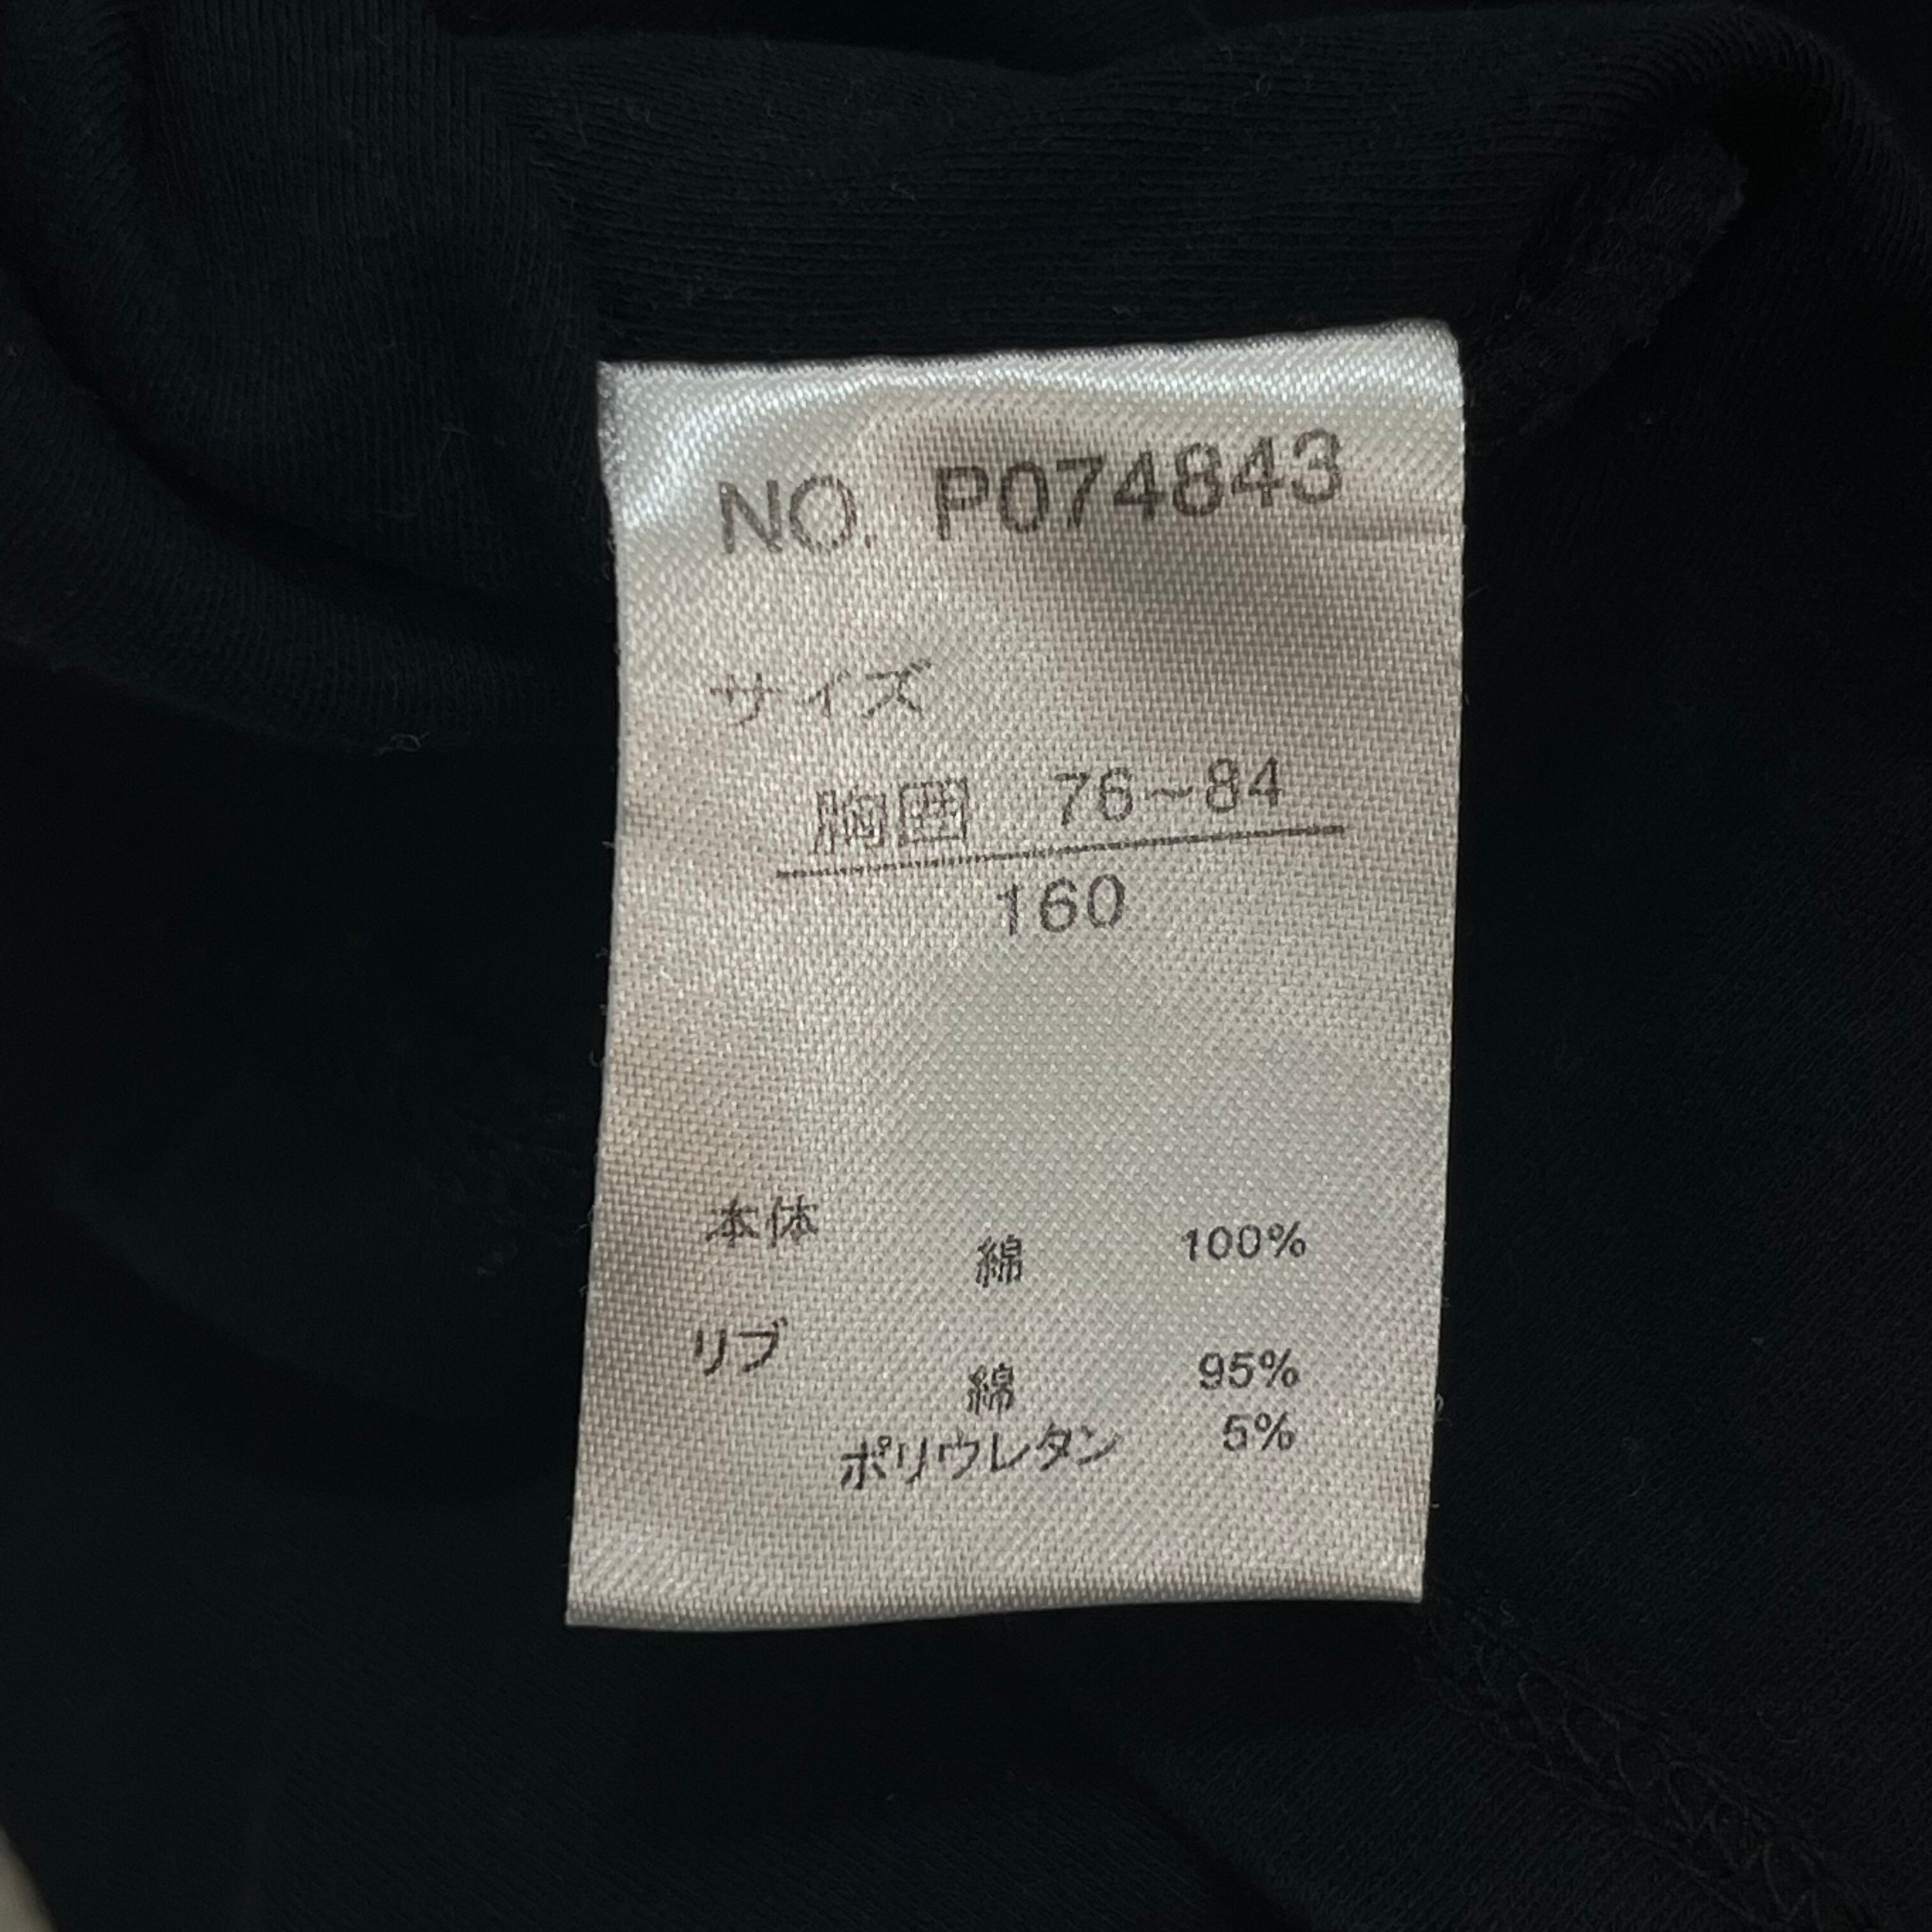 NO. P074843
サイズ
胸囲 76~84
160
本体
綿 100%
リブ
綿 95%
ポリウレタン 5%